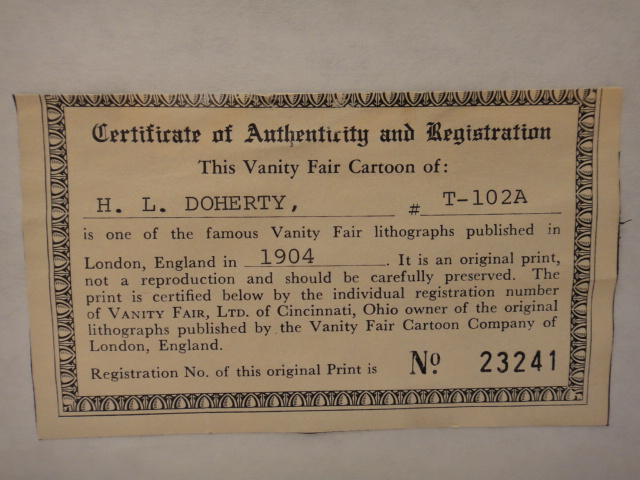 Certificate of Authenticity and Registration
This Vanity Fair Cartoon of:
H. L. DOHERTY, # T-102A
is one of the famous Vanity Fair lithographs published in
London, England in 1904. It is an original print,
not a reproduction and should be carefully preserved. The
print is certified below by the individual registration number
of VANITY FAIR, LTD. of Cincinnati, Ohio owner of the original
lithographs published by the Vanity Fair Cartoon Company of
London, England.
Registration No. of this original Print is Nº 23241